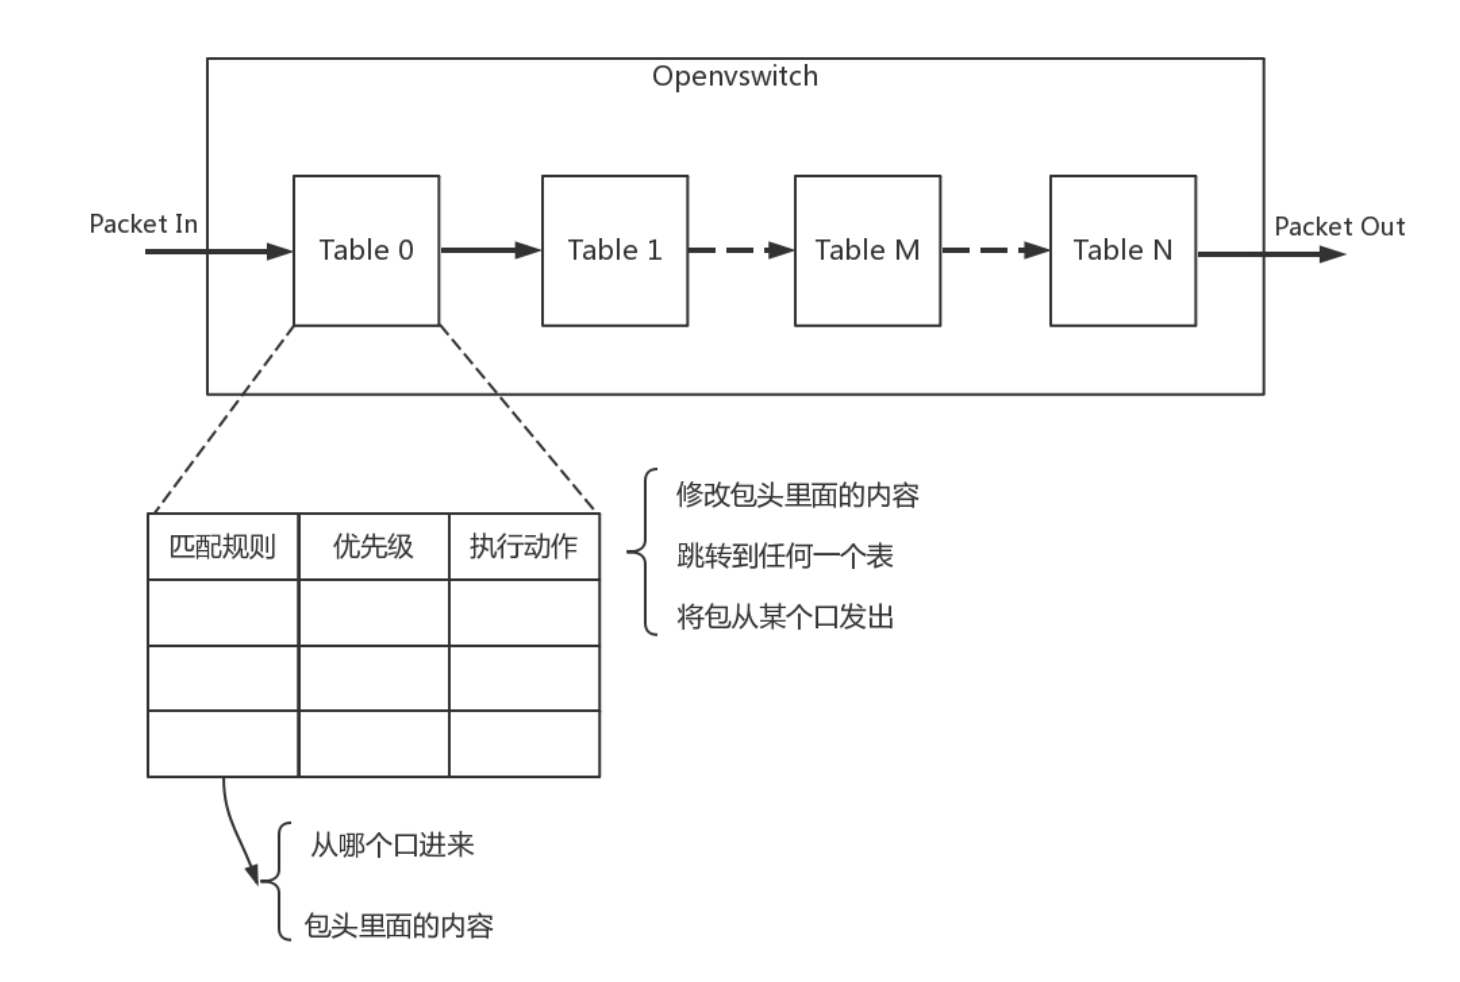 Openvswitch
Packet In
Table 0
Table 1
Table M
Table N
Packet Out
匹配规则
优先级
执行动作
修改包头里面的内容
跳转到任何一个表
将包从某个口发出
从哪个口进来
包头里面的内容